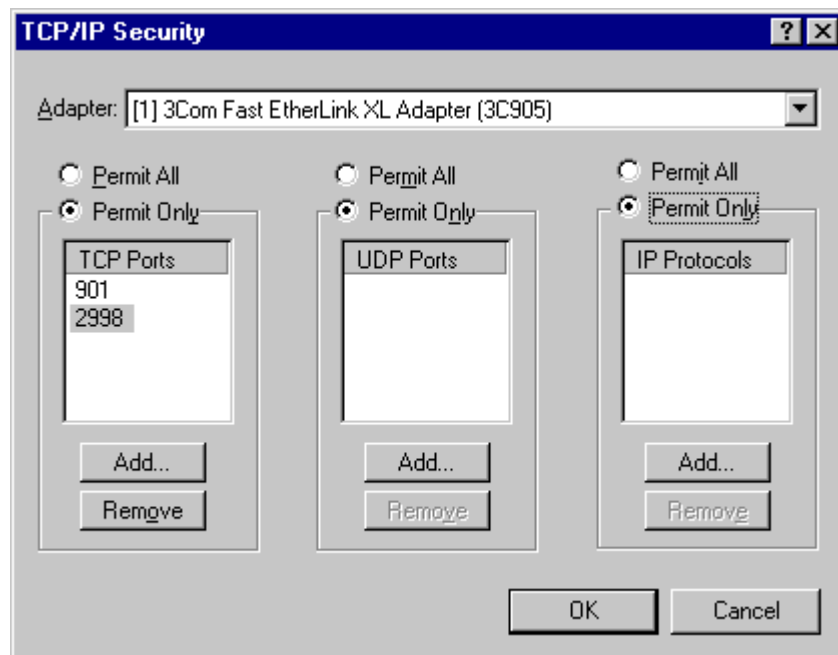 TCP/IP Security
Adapter: [1] 3Com Fast EtherLink XL Adapter (3C905)
Permit All
Permit Only
TCP Ports
901
2998
Add...
Remove
Permit All
Permit Only
UDP Ports
Add...
Remove
Permit All
Permit Only
IP Protocols
Add...
Remove
OK
Cancel